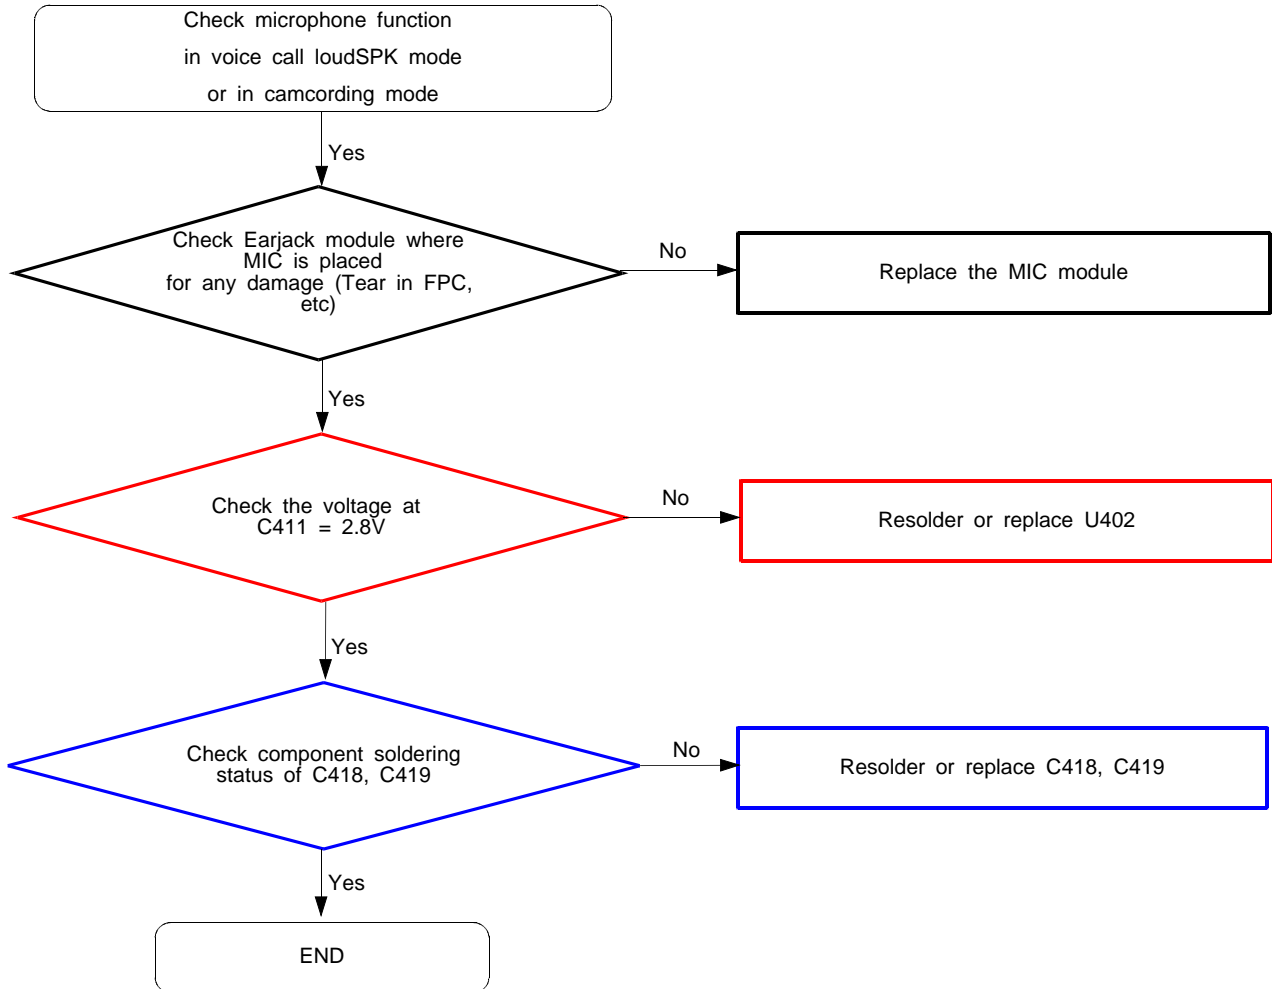 Check microphone function
in voice call loudSPK mode
or in camcording mode
Yes
Check Earjack module where
MIC is placed
for any damage (Tear in FPC,
etc)
No
Replace the MIC module
Yes
Check the voltage at
C411 = 2.8V
No
Resolder or replace U402
Yes
Check component soldering
status of C418, C419
No
Resolder or replace C418, C419
Yes
END